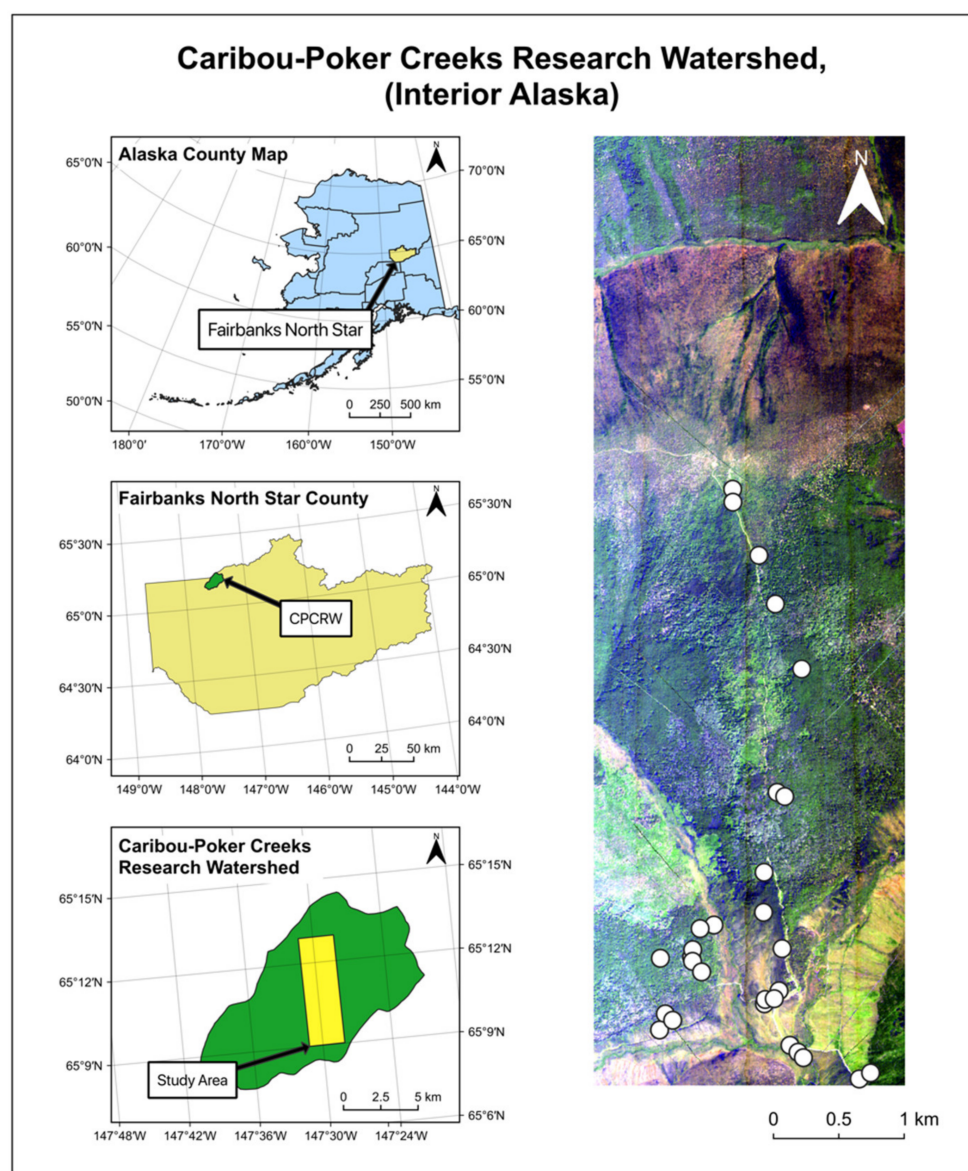 Caribou-Poker Creeks Research Watershed,
(Interior Alaska)
Alaska County Map
N
65°0'N
70°0'N
60°0'N
65°0'N
55°0'N
60°0'N
50°0'N
55°0'N
Fairbanks North Star
0 250 500 km
180°0'
170°0'W
160°0'W
150°0'W
Fairbanks North Star County
N
65°30'N
65°30'N
65°0'N
65°0'N
64°30'N
64°30'N
64°0'N
64°0'N
CPCRW
0 25 50 km
149°0'W
148°0'W
147°0'W
146°0'W
145°0'W
144°0'W
Caribou-Poker Creeks
Research Watershed
N
65°15'N
65°15'N
65°12'N
65°12'N
65°9'N
65°9'N
65°6'N
Study Area
0 5 5 km
147°48'W
147°42'W
147°36'W
147°30'W
147°24'W
N
0 0.5 1 km